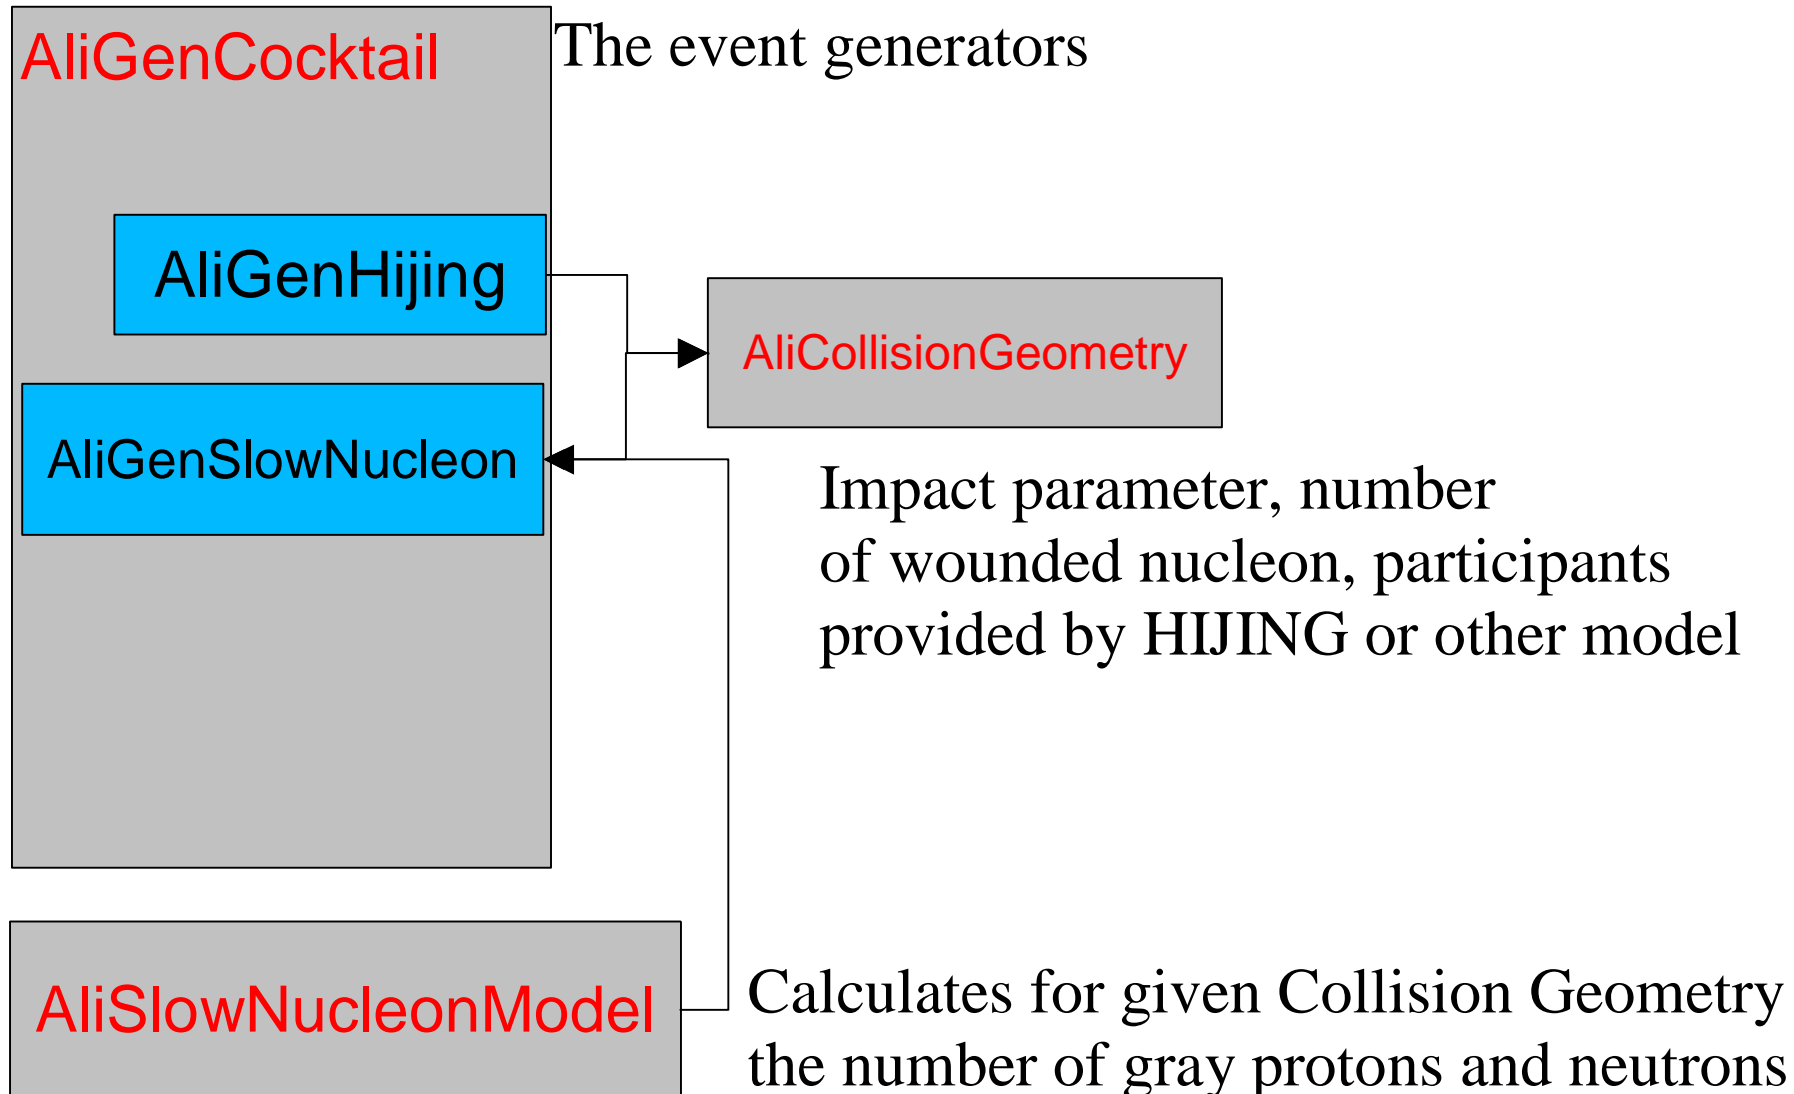 AliGenCocktail
The event generators
AliGenHijing
AliCollisionGeometry
AliGenSlowNucleon
Impact parameter, number
of wounded nucleon, participants
provided by HIJING or other model
AliSlowNucleonModel
Calculates for given Collision Geometry
the number of gray protons and neutrons